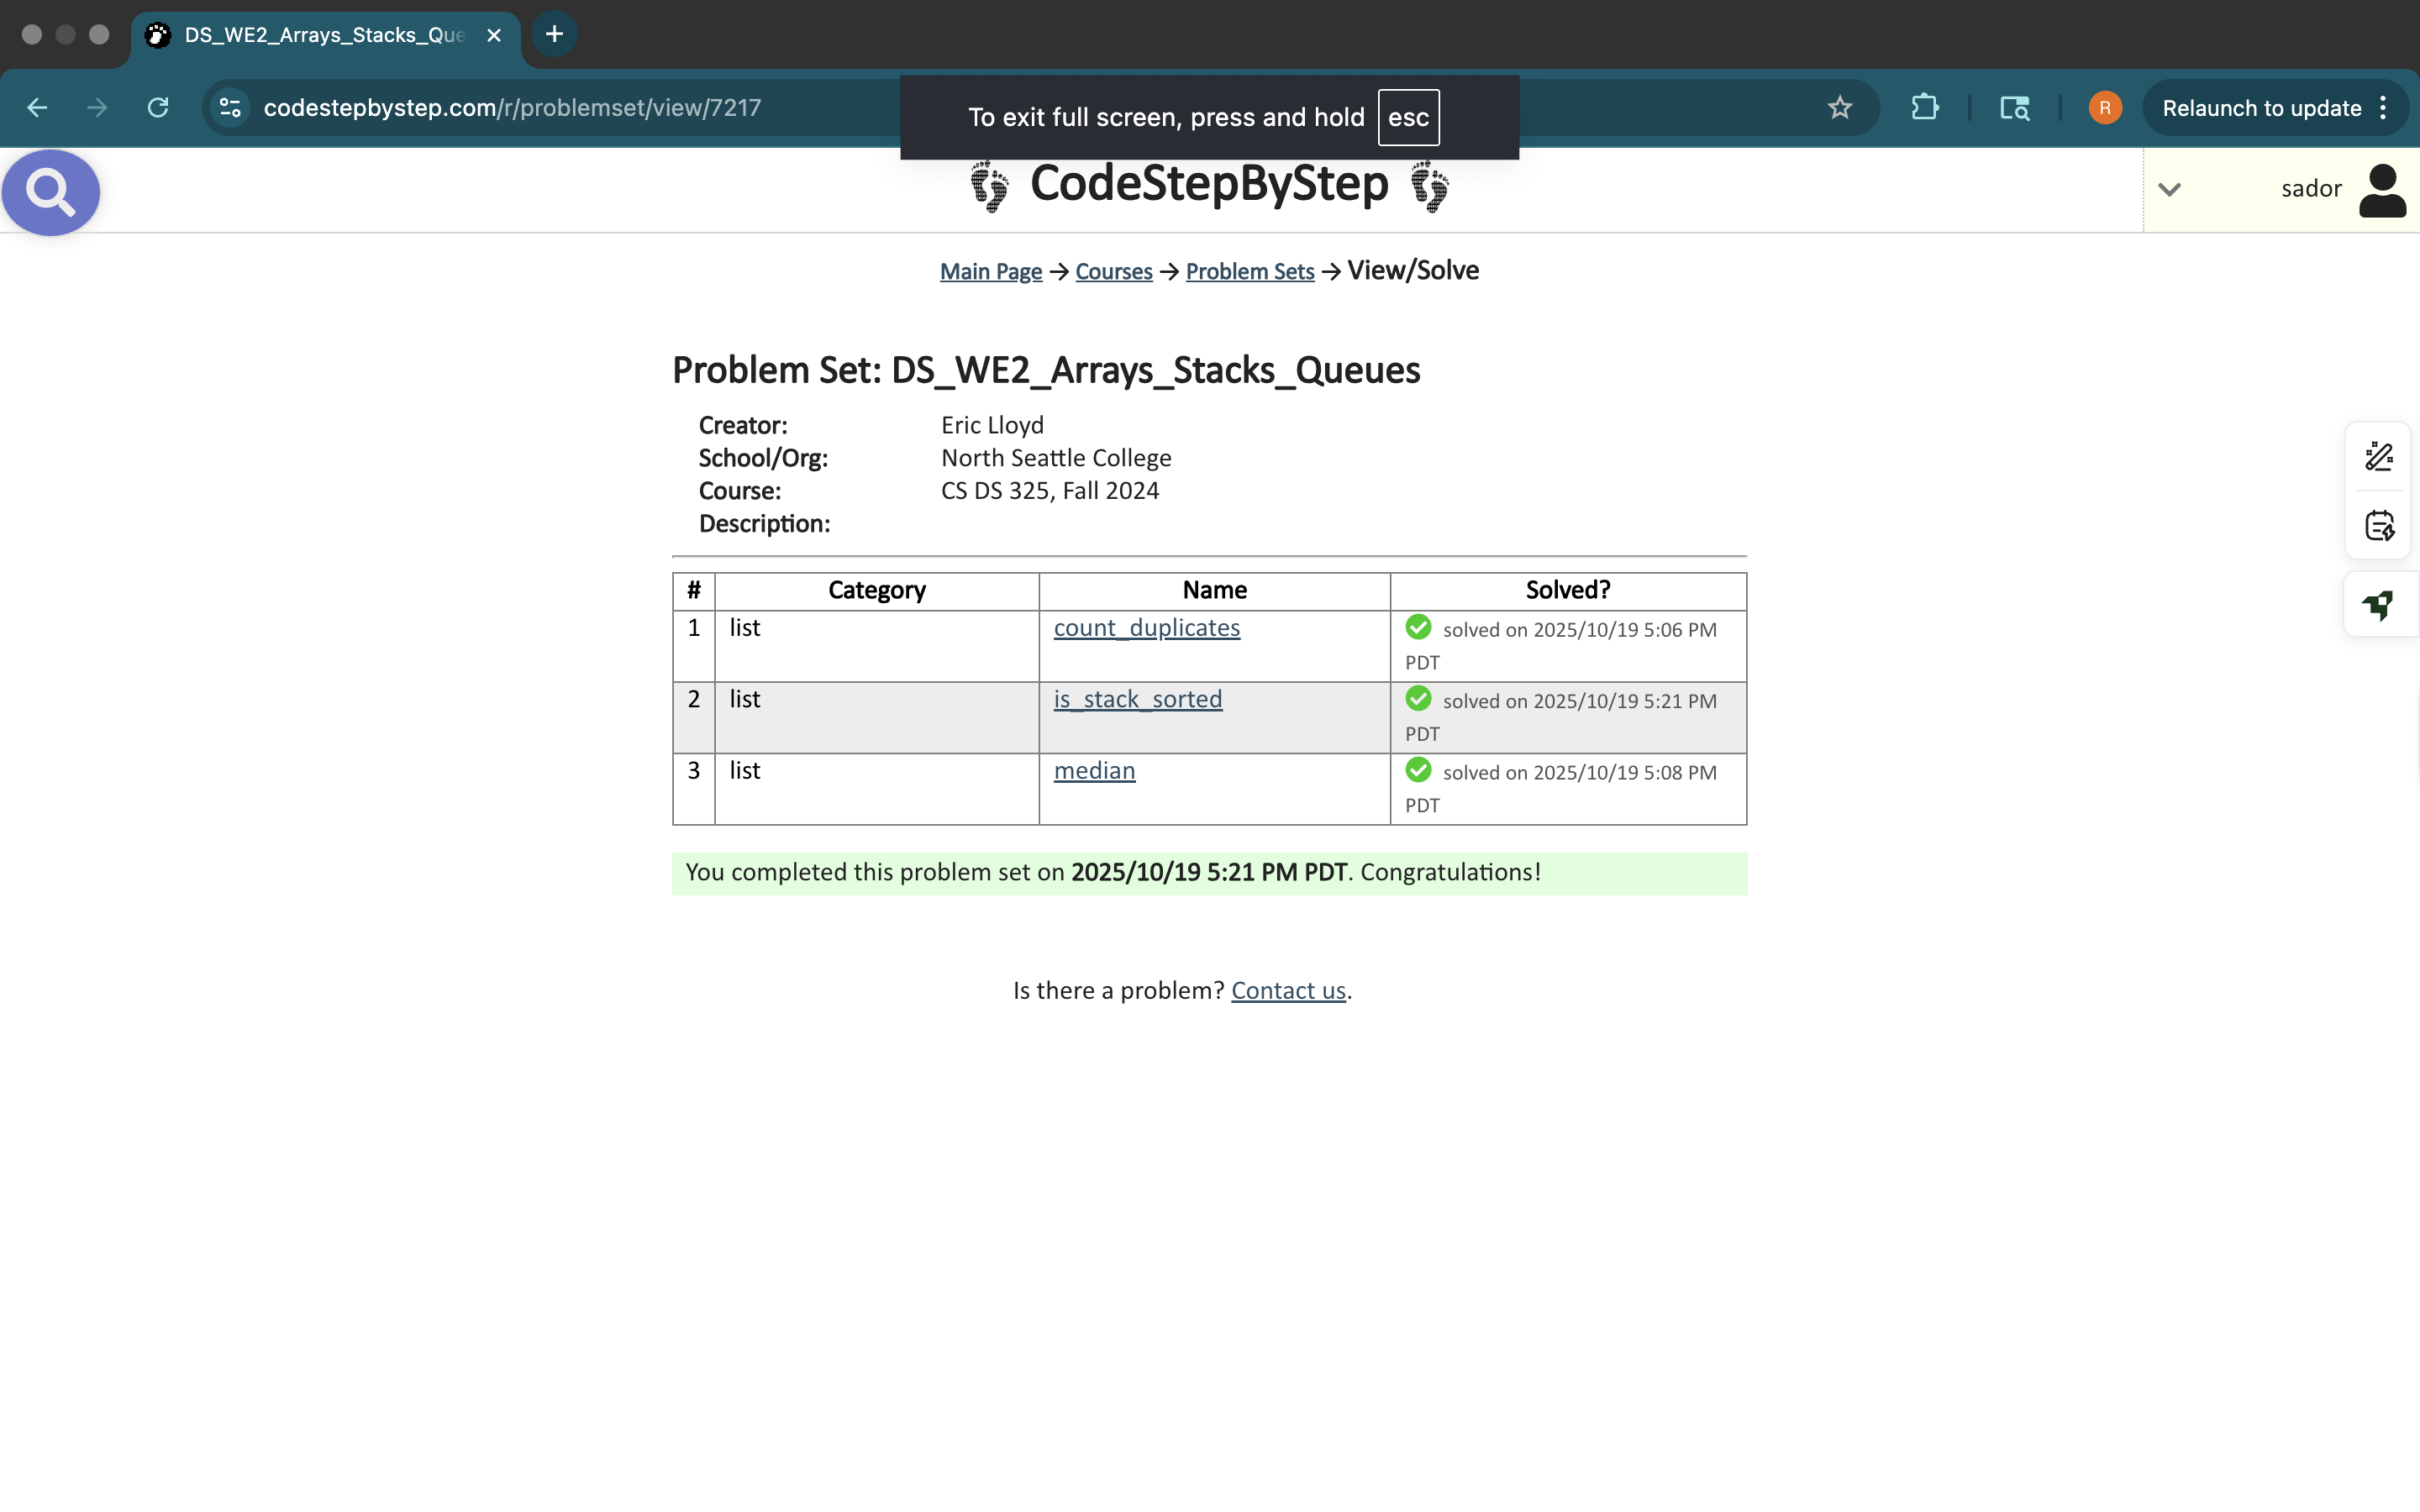 DS_WE2_Arrays_Stacks_Que
codestepbystep.com/r/problemset/view/7217
To exit full screen, press and hold esc
R
Relaunch to update
CodeStepByStep
sador
Main Page → Courses → Problem Sets → View/Solve
Problem Set: DS_WE2_Arrays_Stacks_Queues
Creator: Eric Lloyd
School/Org: North Seattle College
Course: CS DS 325, Fall 2024
Description:
# Category Name Solved?
1 list count_duplicates solved on 2025/10/19 5:06 PM
PDT
2 list is_stack_sorted solved on 2025/10/19 5:21 PM
PDT
3 list median solved on 2025/10/19 5:08 PM
PDT
You completed this problem set on 2025/10/19 5:21 PM PDT. Congratulations!
Is there a problem? Contact us.